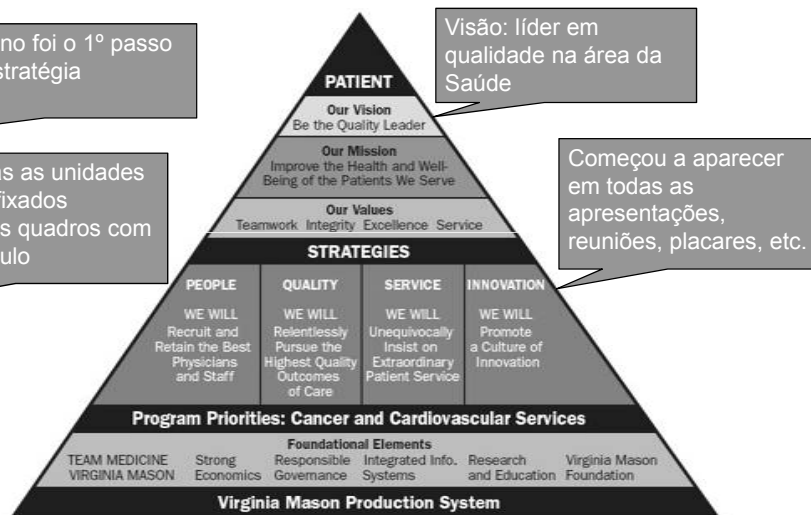 no foi o 1º passo
stratégia
as as unidades
fixados
s quadros com
ulo
Visão: líder em
qualidade na área da
Saúde
Começou a aparecer
em todas as
apresentações,
reuniões, placares, etc.
PATIENT
Our Vision
Be the Quality Leader
Our Mission
Improve the Health and Well-
Being of the Patients We Serve
Our Values
Teamwork Integrity Excellence Service
STRATEGIES
PEOPLE
WE WILL
Recruit and
Retain the Best
Physicians
and Staff
QUALITY
WE WILL
Relentlessly
Pursue the
Highest Quality
Outcomes
of Care
SERVICE
WE WILL
Unequivocally
Insist on
Extraordinary
Patient Service
INNOVATION
WE WILL
Promote
a Culture of
Innovation
Program Priorities: Cancer and Cardiovascular Services
Foundational Elements
TEAM MEDICINE
VIRGINIA MASON
Strong
Economics
Responsible
Governance
Integrated Info.
Systems
Research
and Education
Virginia Mason
Foundation
Virginia Mason Production System